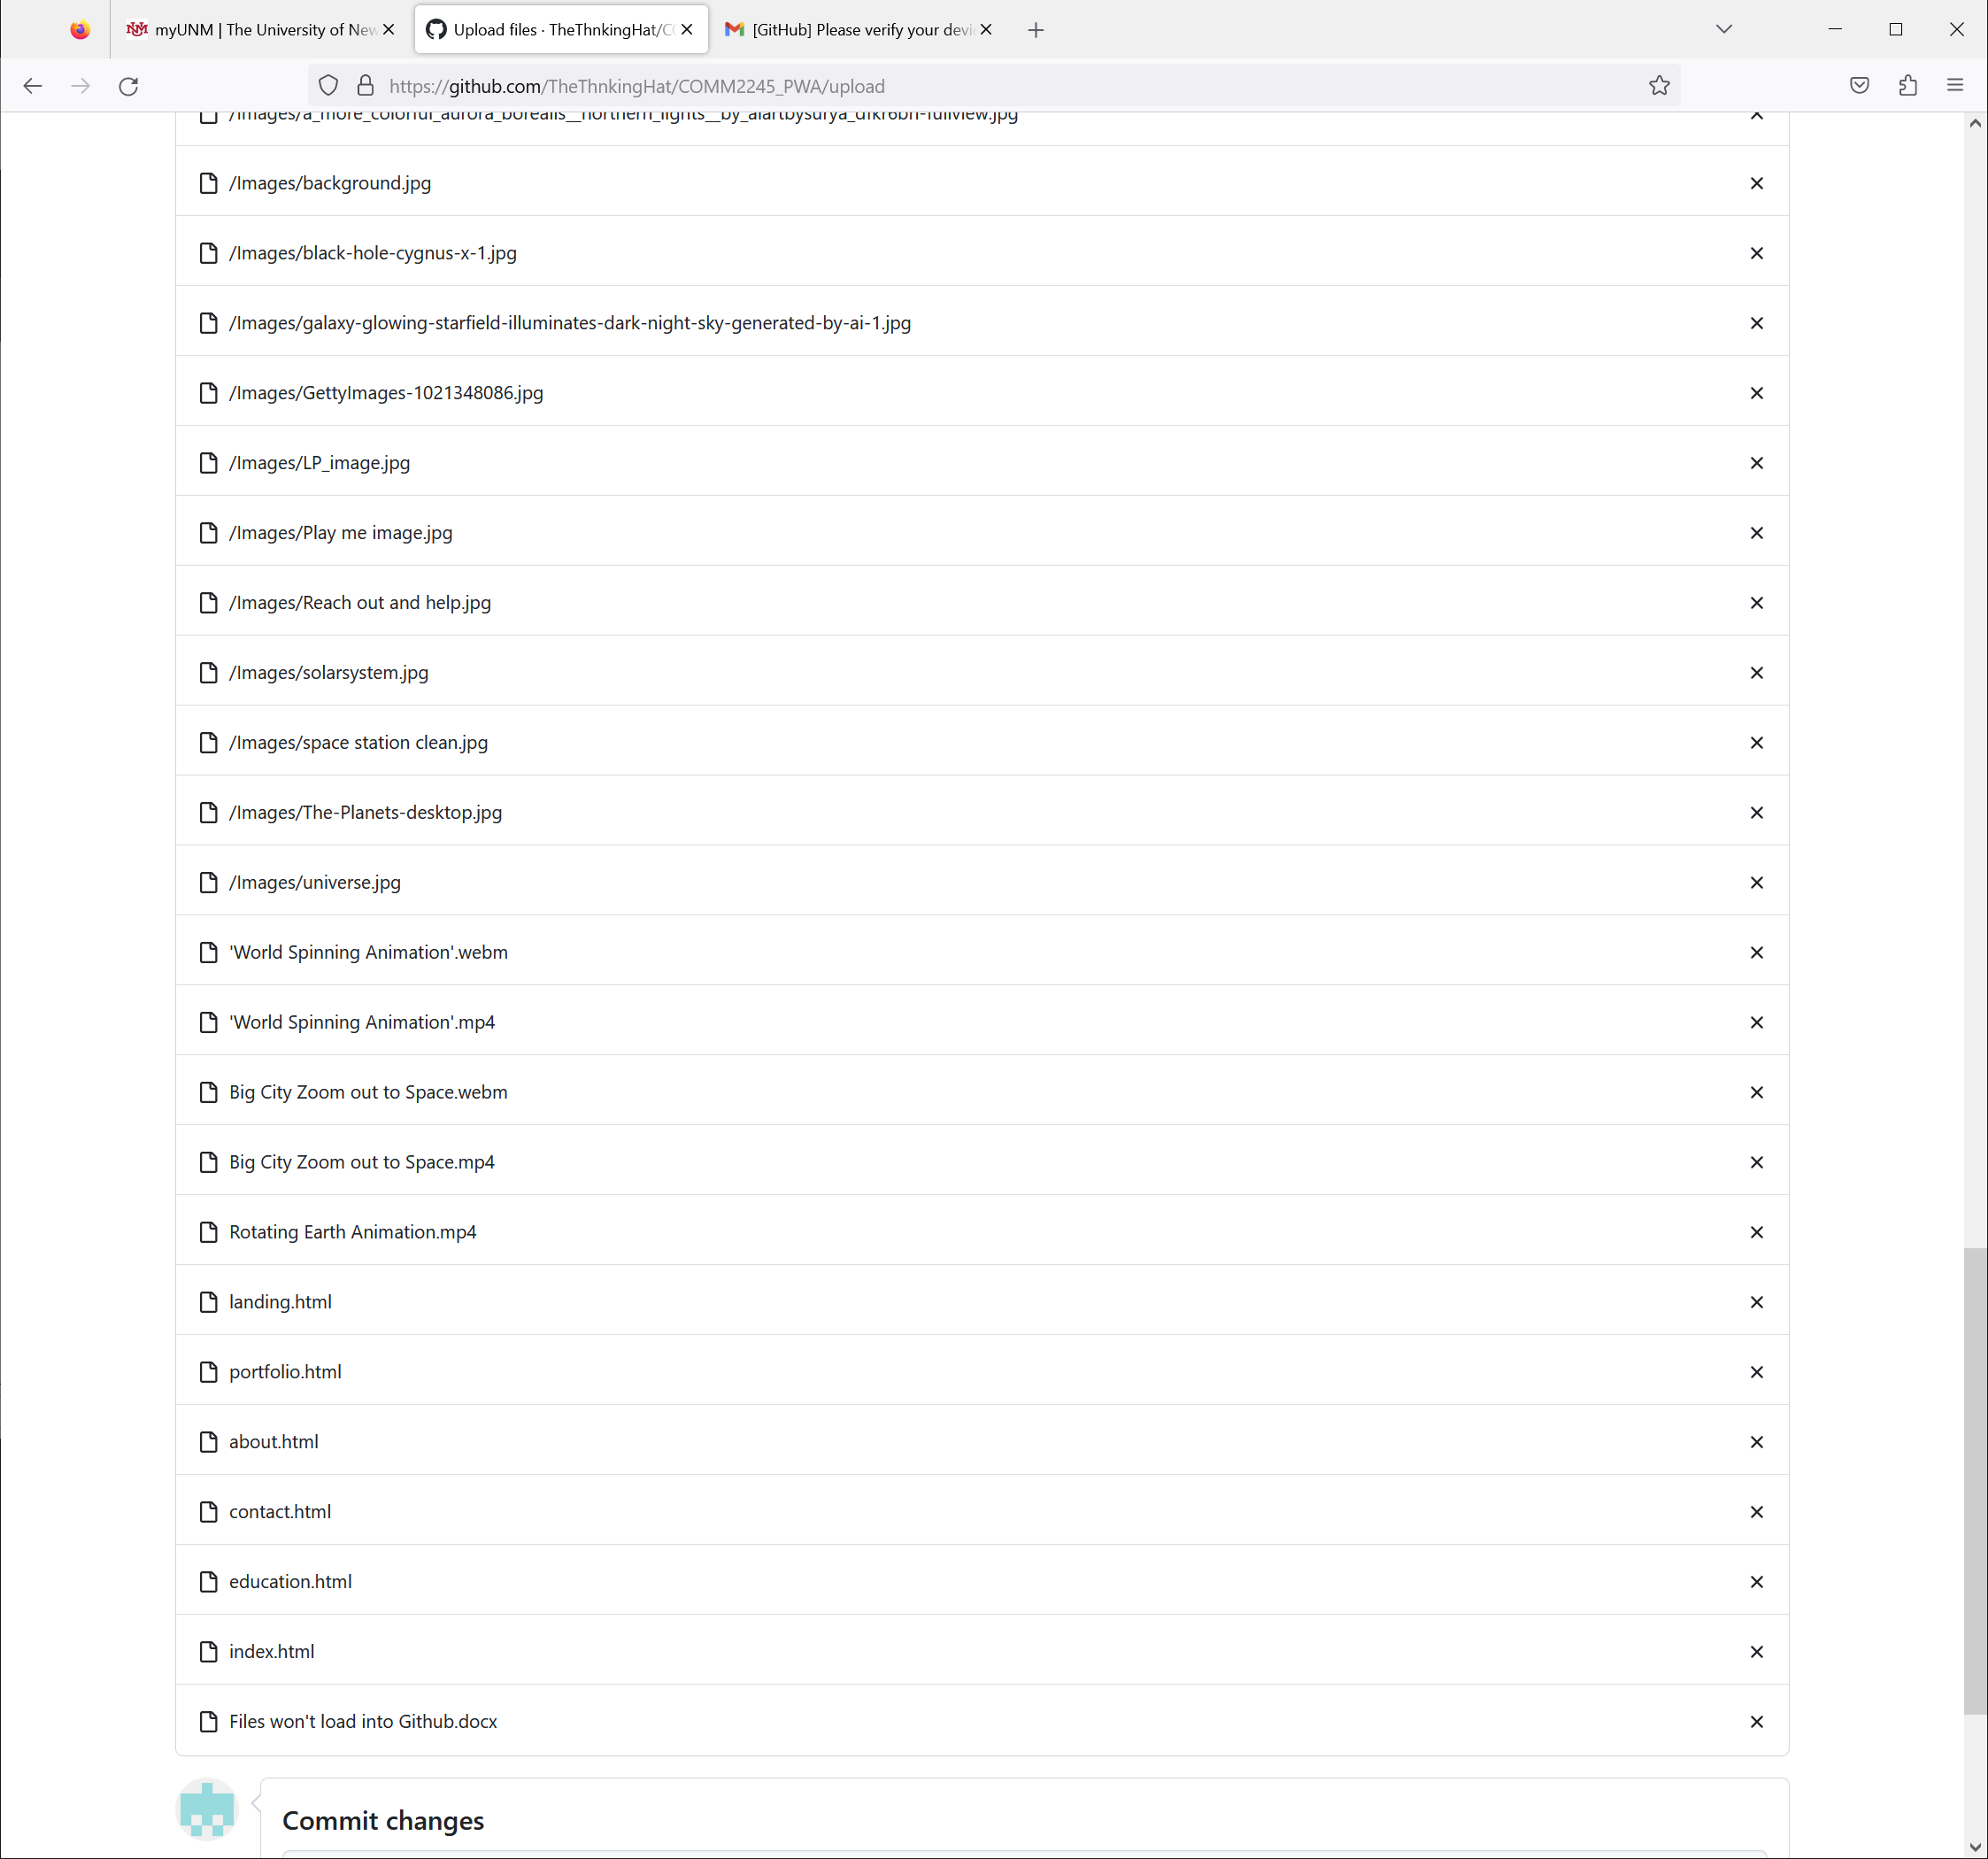 myUNM | The University of New
Upload files · TheThnkingHat/CO
[GitHub] Please verify your devi
https://github.com/TheThnkingHat/COMM2245_PWA/upload
/Images/a_more_colorful_aurora_borealis__northern_lights__by_alartbysurya_dfkr6bh-fullview.jpg
/Images/background.jpg
/Images/black-hole-cygnus-x-1.jpg
/Images/galaxy-glowing-starfield-illuminates-dark-night-sky-generated-by-ai-1.jpg
/Images/GettyImages-1021348086.jpg
/Images/LP_image.jpg
/Images/Play me image.jpg
/Images/Reach out and help.jpg
/Images/solarsystem.jpg
/Images/space station clean.jpg
/Images/The-Planets-desktop.jpg
/Images/universe.jpg
'World Spinning Animation'.webm
'World Spinning Animation'.mp4
Big City Zoom out to Space.webm
Big City Zoom out to Space.mp4
Rotating Earth Animation.mp4
landing.html
portfolio.html
about.html
contact.html
education.html
index.html
Files won't load into Github.docx
Commit changes